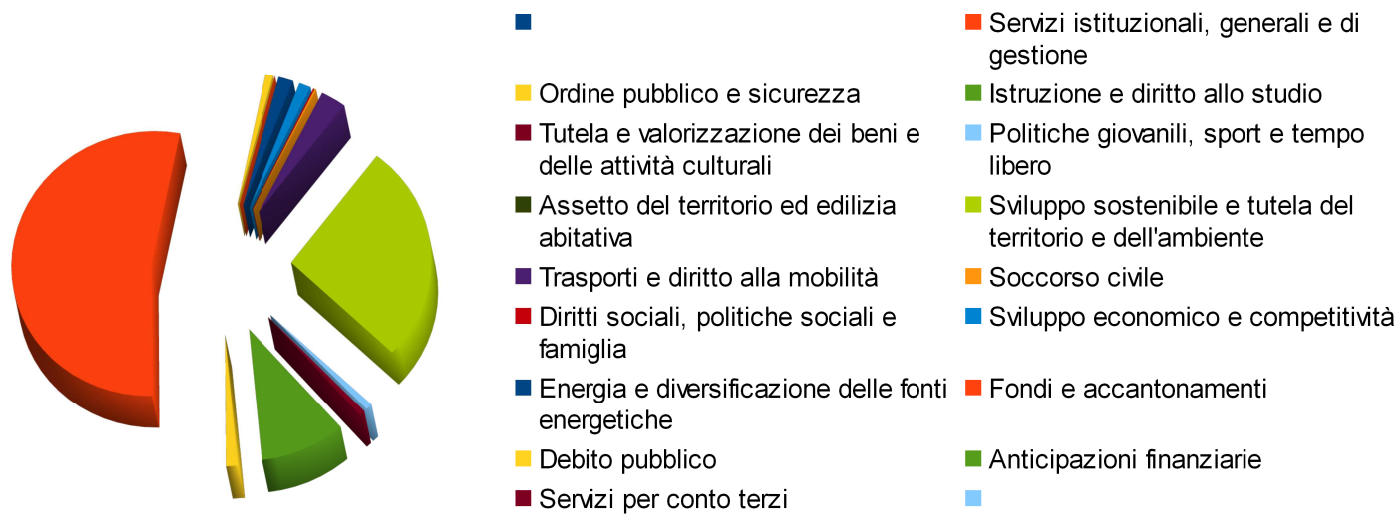 Servizi istituzionali, generali e di
gestione
Ordine pubblico e sicurezza
Istruzione e diritto allo studio
Tutela e valorizzazione dei beni e
delle attività culturali
Politiche giovanili, sport e tempo
libero
Assetto del territorio ed edilizia
abitativa
Sviluppo sostenibile e tutela del
territorio e dell'ambiente
Trasporti e diritto alla mobilità
Soccorso civile
Diritti sociali, politiche sociali e
famiglia
Sviluppo economico e competitività
Energia e diversificazione delle fonti
energetiche
Fondi e accantonamenti
Debito pubblico
Anticipazioni finanziarie
Servizi per conto terzi